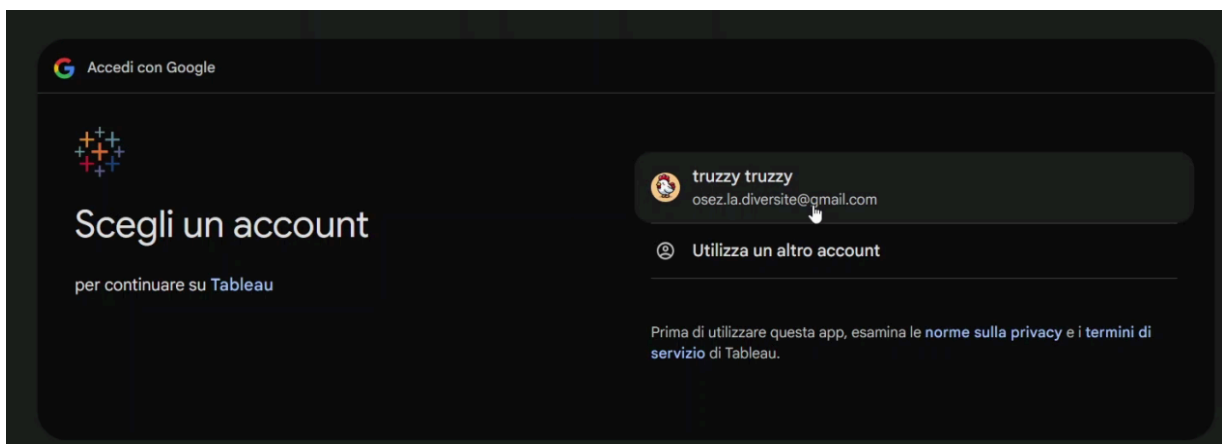 Accedi con Google
Scegli un account
per continuare su Tableau
truzzy truzzy
osez.la.diversite@gmail.com
Utilizza un altro account
Prima di utilizzare questa app, esamina le norme sulla privacy e i termini di
servizio di Tableau.